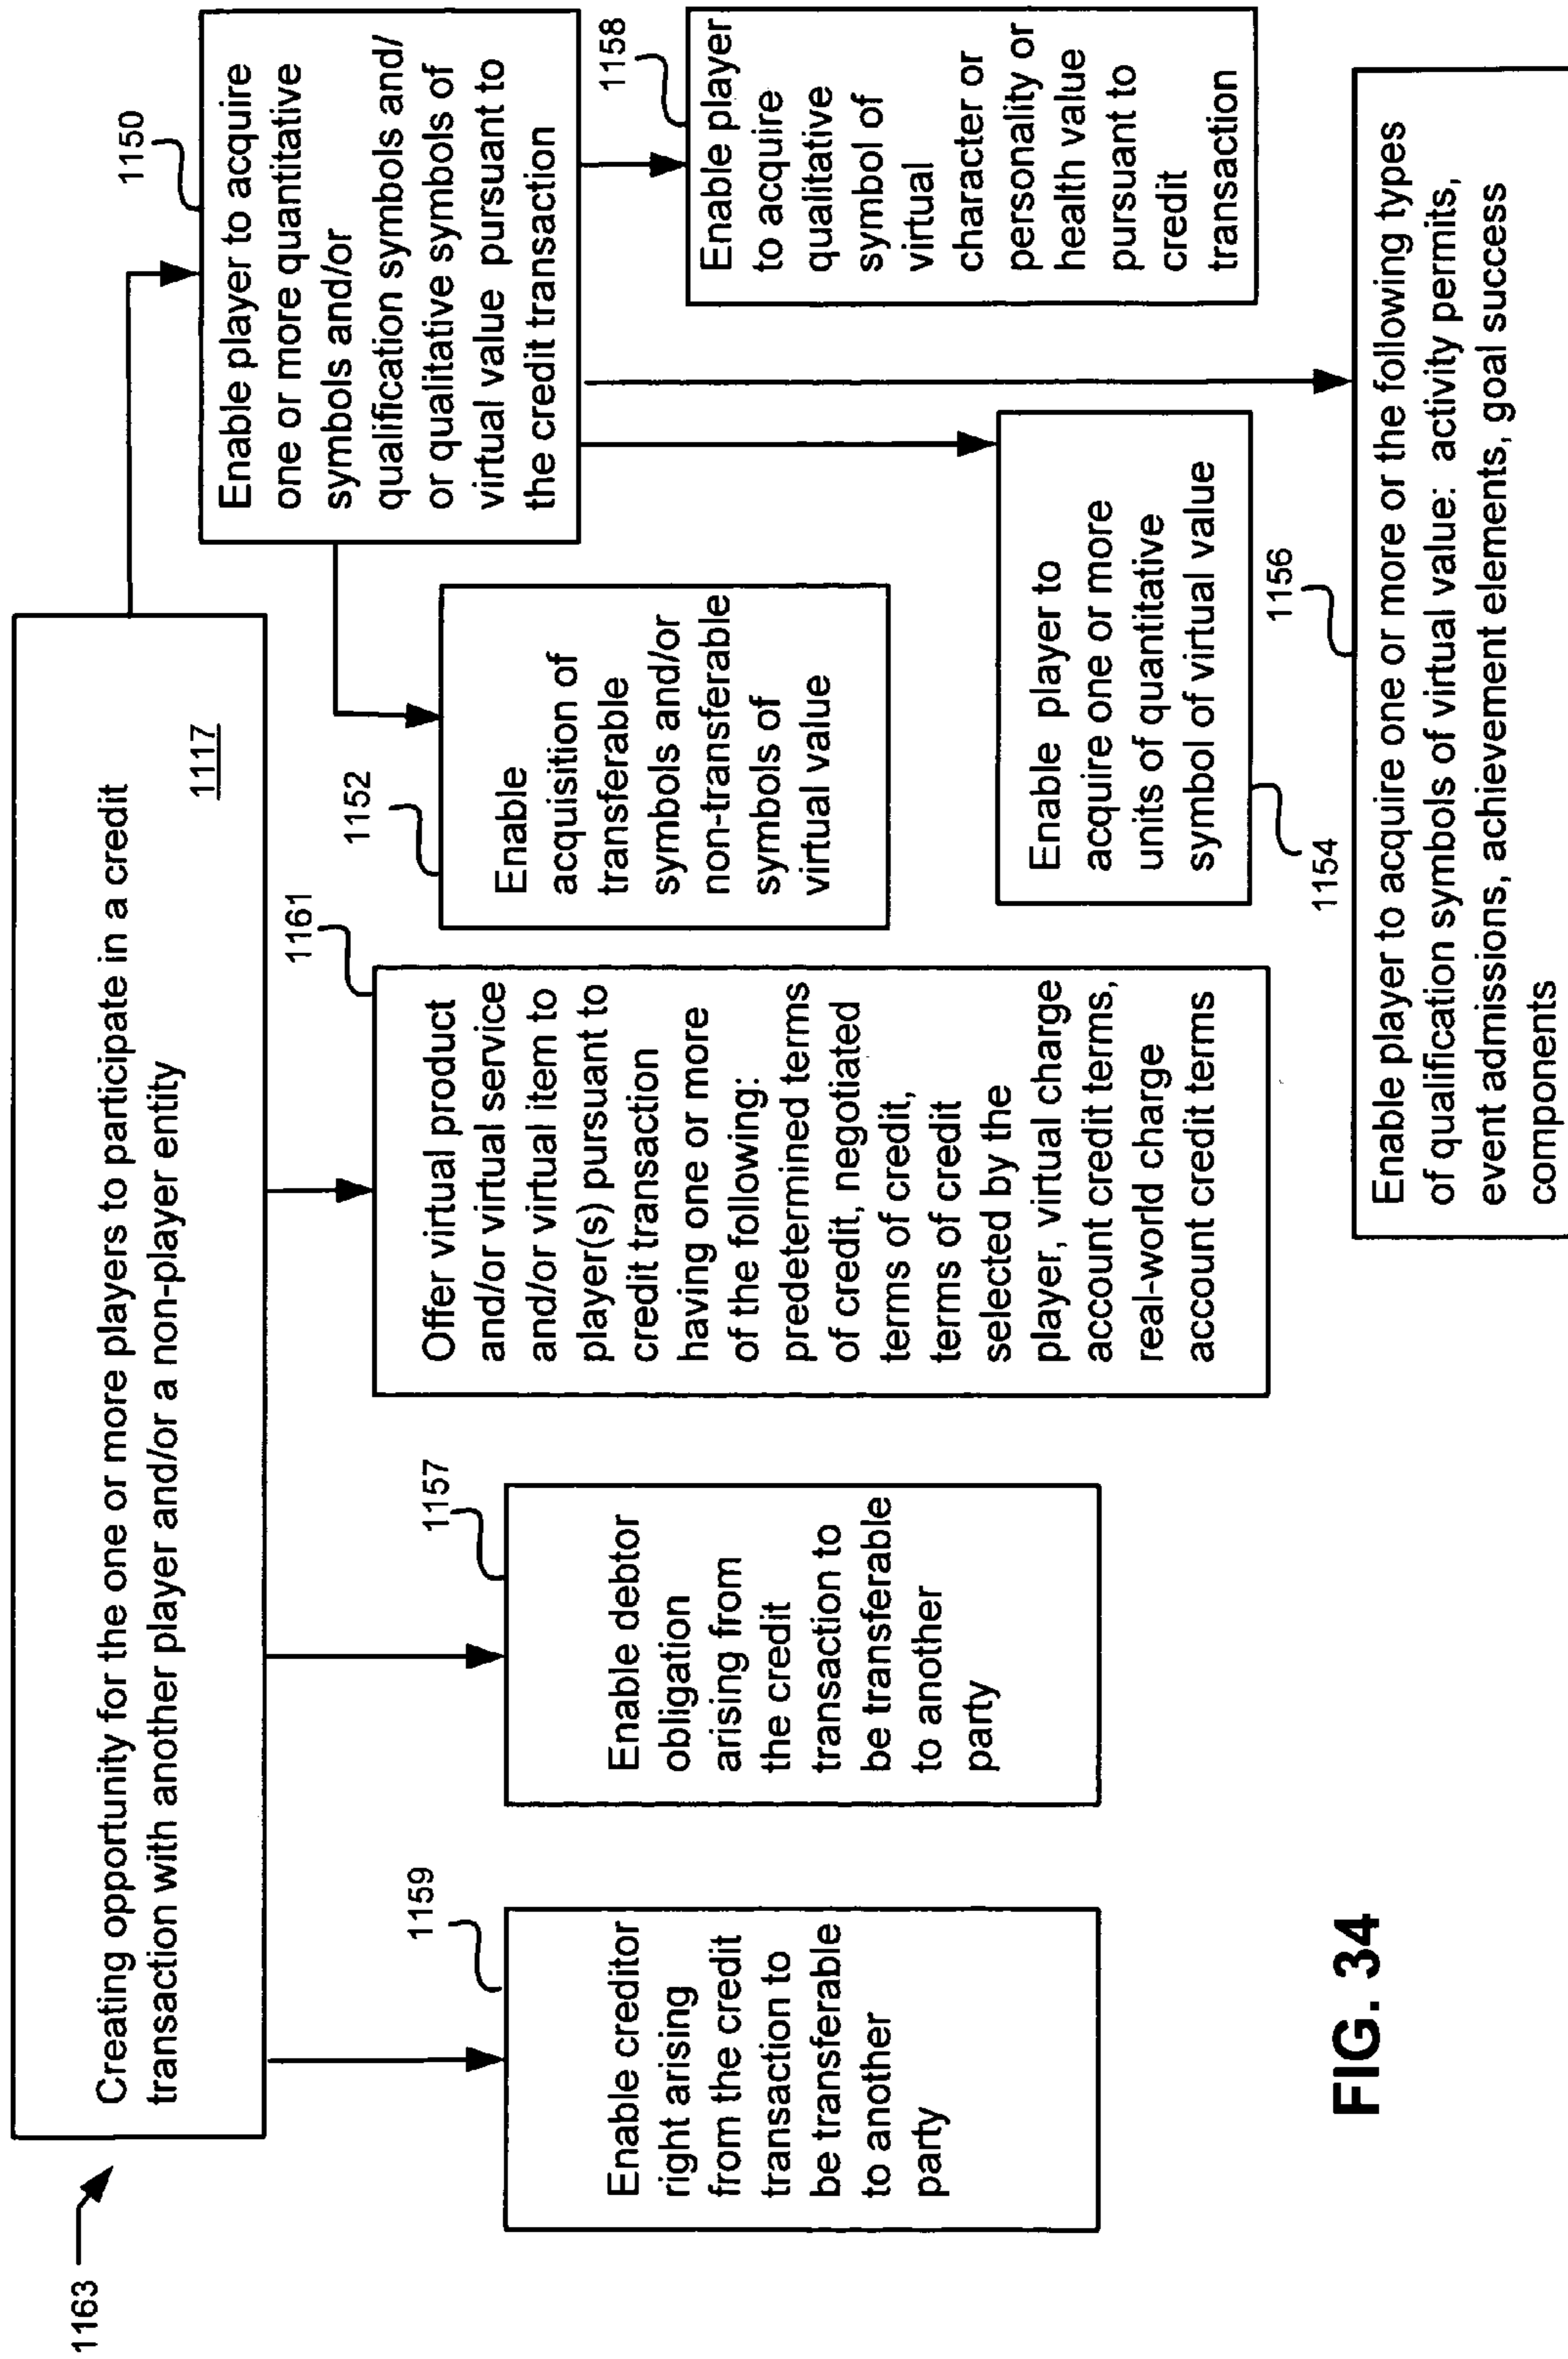 1163
Creating opportunity for the one or more players to participate in a credit
transaction with another player and/or a non-player entity
1117
1150
Enable player to acquire
one or more quantitative
symbols and/or
qualification symbols and/
or qualitative symbols of
virtual value pursuant to
the credit transaction
1159
Enable creditor
right arising
from the credit
transaction to
be transferable
to another
party
1157
Enable debtor
obligation
arising from
the credit
transaction to
be transferable
to another
party
1161
Offer virtual product
and/or virtual service
and/or virtual item to
player(s) pursuant to
credit transaction
having one or more
of the following:
predetermined terms
of credit, negotiated
terms of credit,
terms of credit
selected by the
player, virtual charge
account credit terms,
real-world charge
account credit terms
1152
Enable
acquisition of
transferable
symbols and/or
non-transferable
symbols of
virtual value
1158
Enable player
to acquire
qualitative
symbol of
virtual
character or
personality or
health value
pursuant to
credit
transaction
Enable player to
acquire one or more
units of quantitative
symbol of virtual value
1154
1156
Enable player to acquire one or more or the following types
of qualification symbols of virtual value: activity permits,
event admissions, achievement elements, goal success
components
FIG. 34